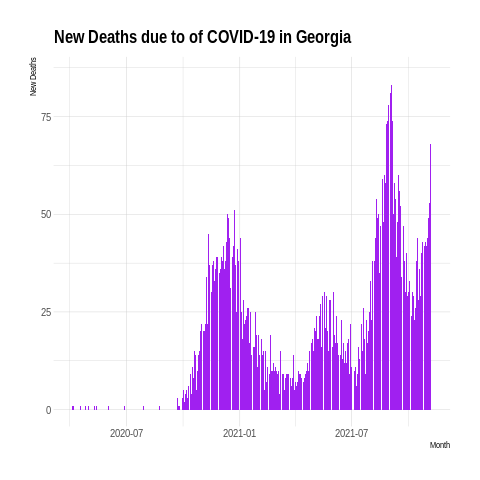 New Deaths due to of COVID-19 in Georgia
New Deaths
75
50
25
0
2020-07
2021-01
2021-07
Month